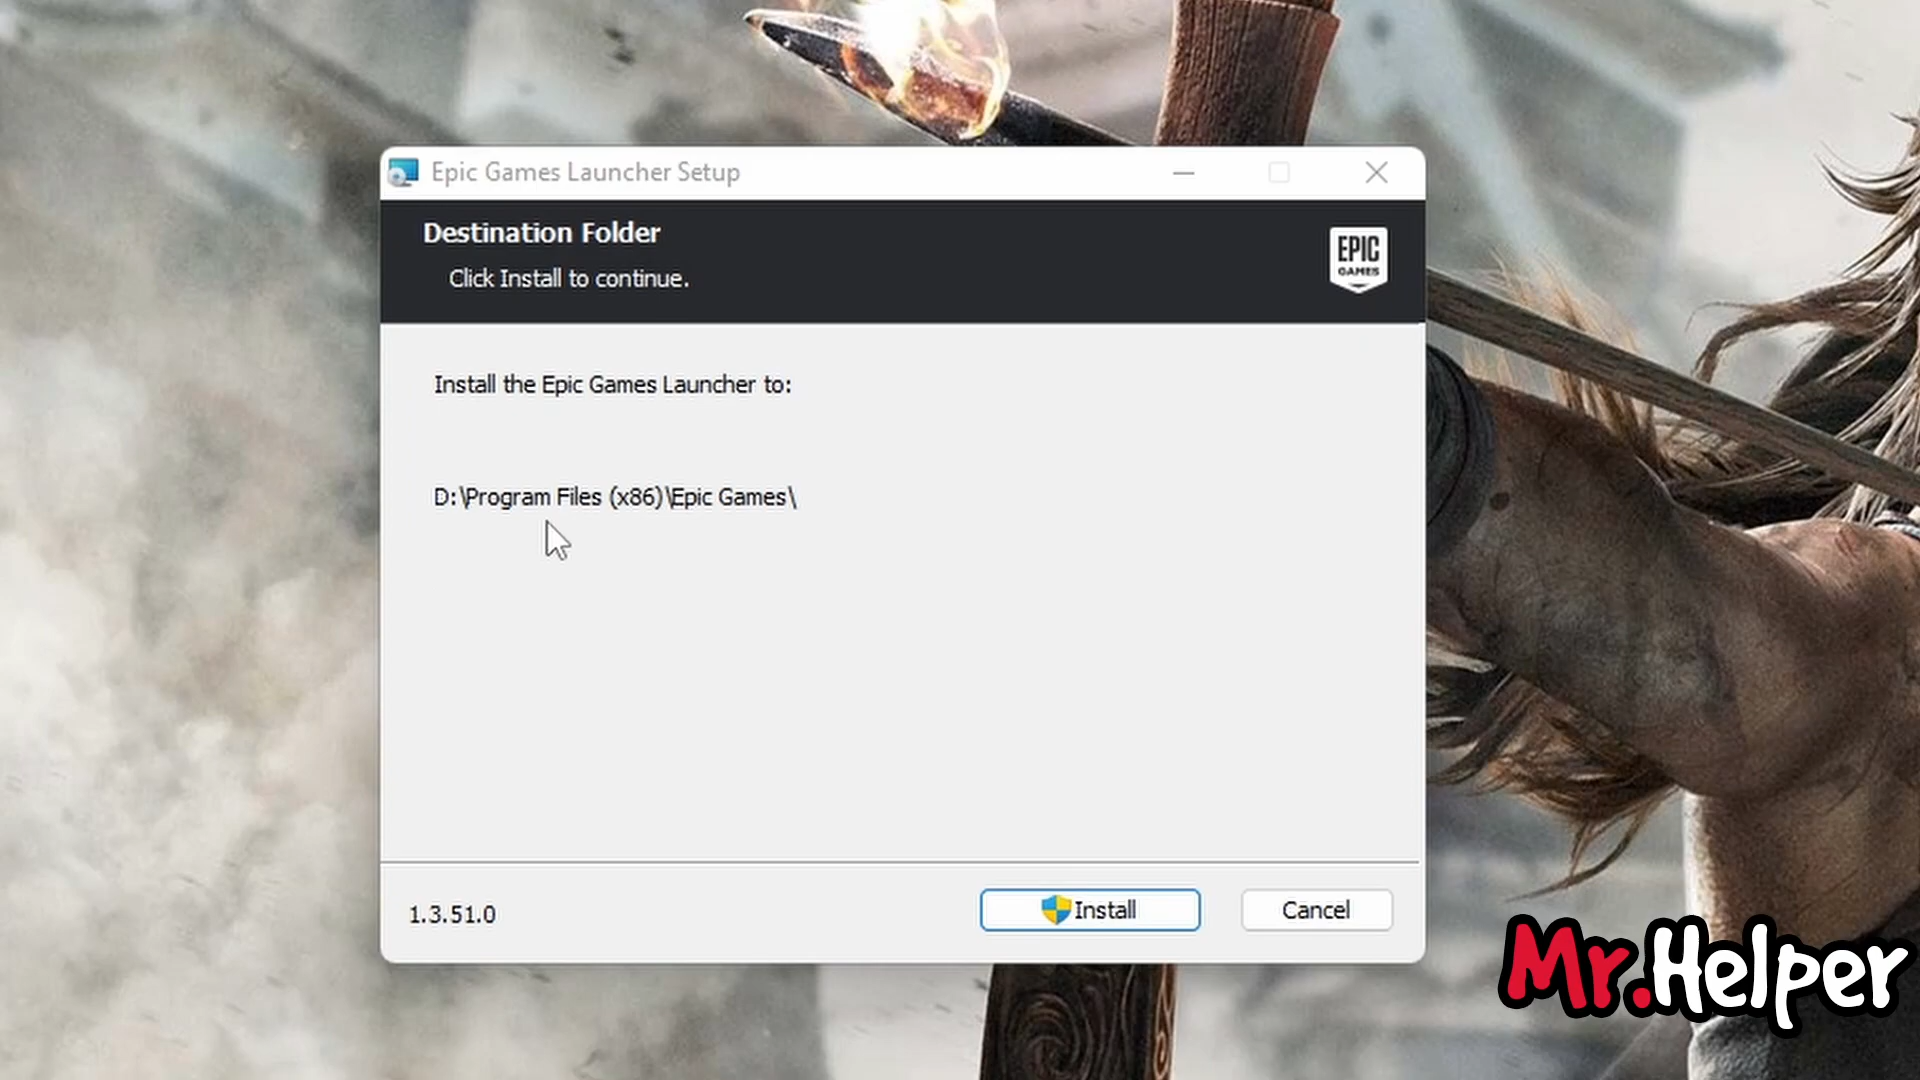 Epic Games Launcher Setup
Destination Folder
Click Install to continue.
EPIC
GAMES
Install the Epic Games Launcher to:
D:\Program Files (x86)\Epic Games\
1.3.51.0
Install
Cancel
Mr.Helper